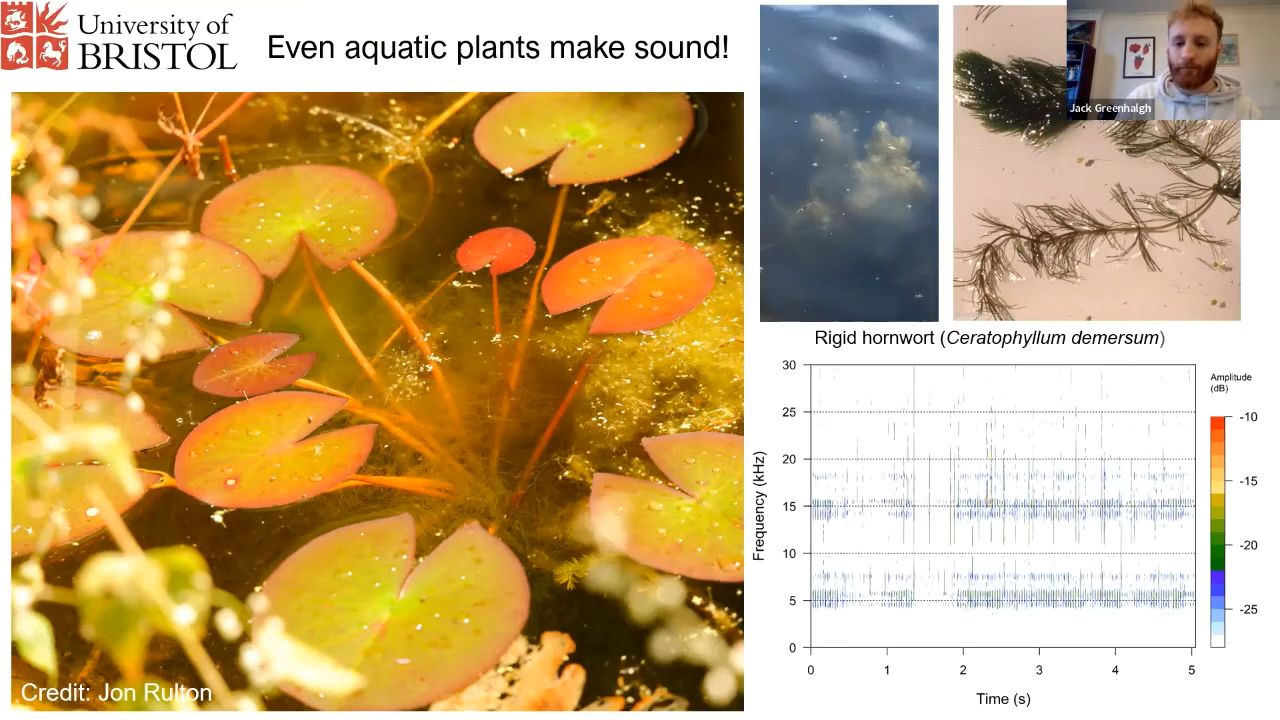 University of
BRISTOL
Even aquatic plants make sound!
Jack Greenhalgh
Credit: Jon Rulton
Rigid hornwort (Ceratophyllum demersum)
Frequency (kHz)
30
25
20
15
10
5
0
0 1 2 3 4 5
Time (s)
Amplitude
(dB)
-10
-15
-20
-25